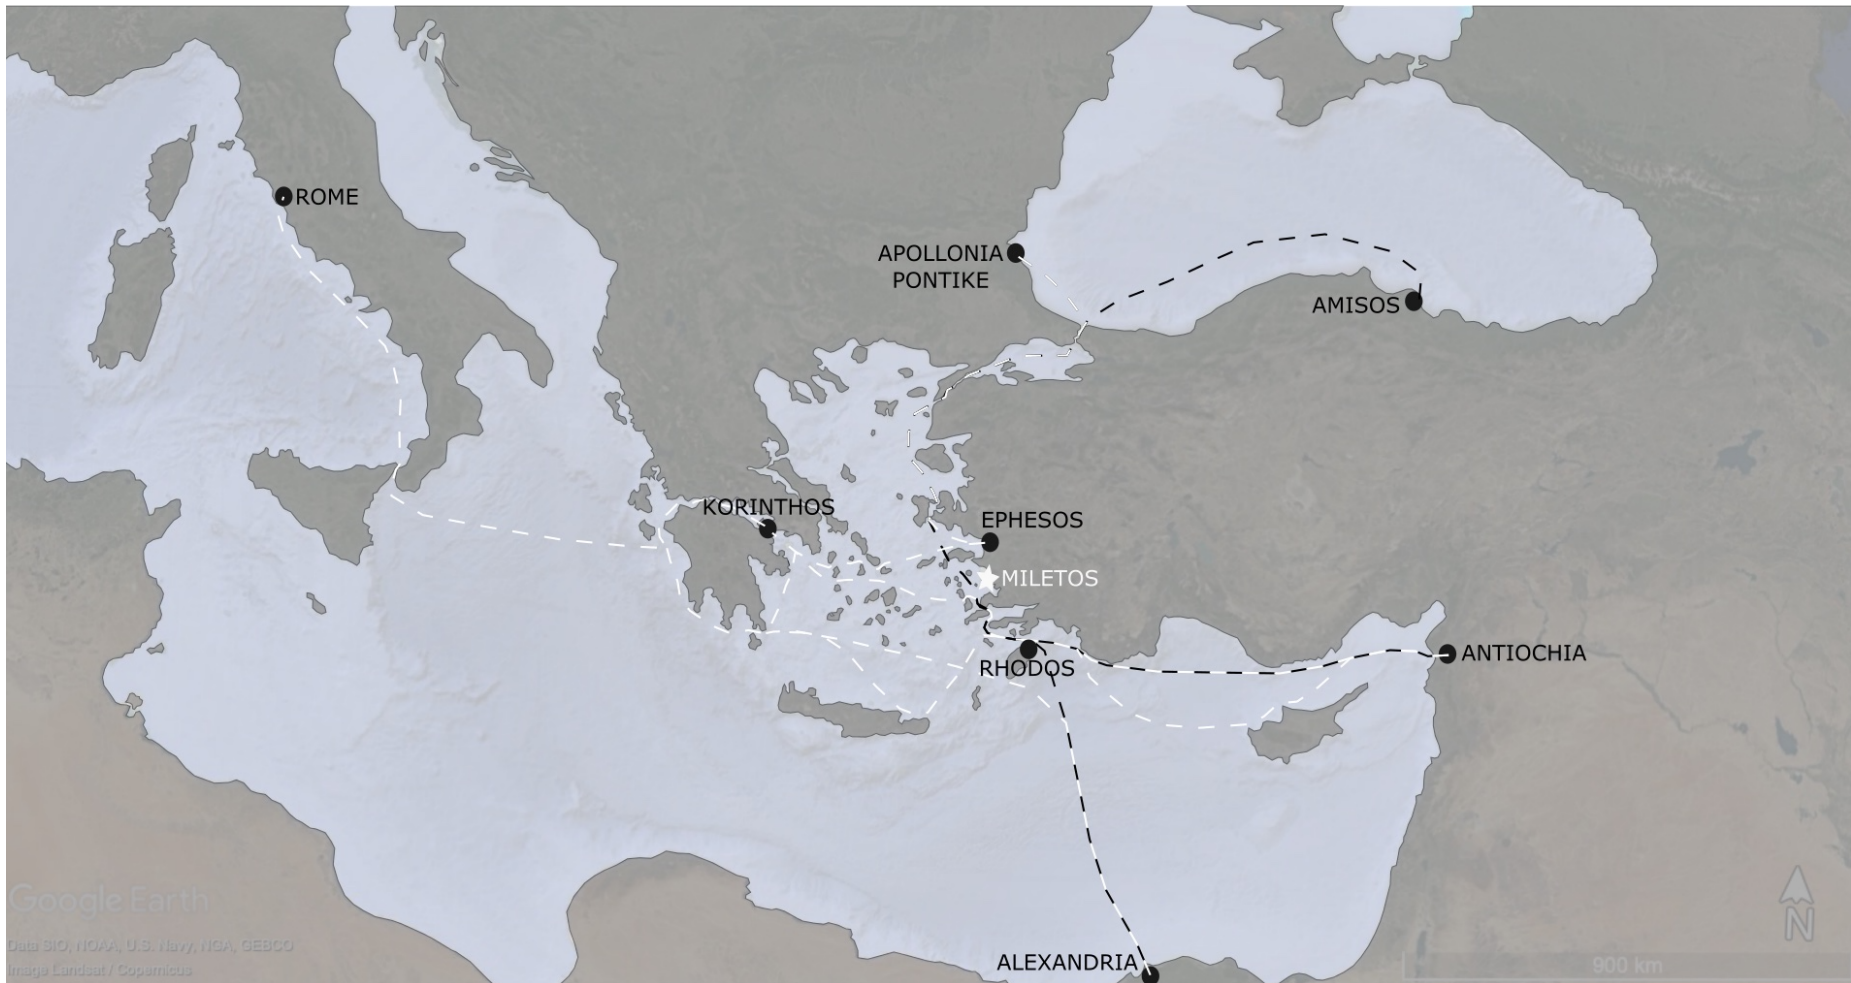 ROME
APOLLONIA
PONTIKE
AMISOS
KORINTHOS
EPHESOS
MILETOS
RHODOS
ANTIOCHIA
Google Earth
Data SIO, NOAA, U.S. Navy, NGA, GEBCO
Image Landsat / Copernicus
ALEXANDRIA
900 km
N